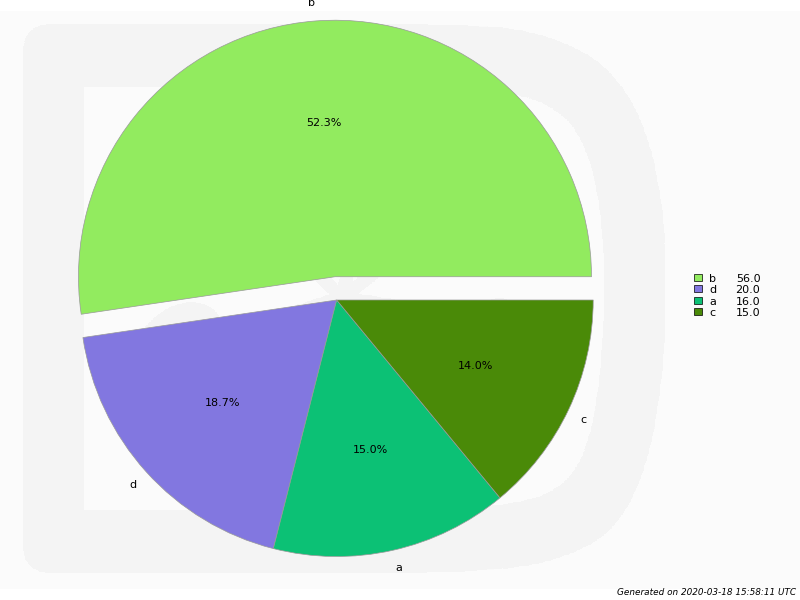 b
52.3%
b 56.0
d 20.0
a 16.0
c 15.0
14.0%
18.7%
c
15.0%
d
a
Generated on 2020-03-18 15:58:11 UTC